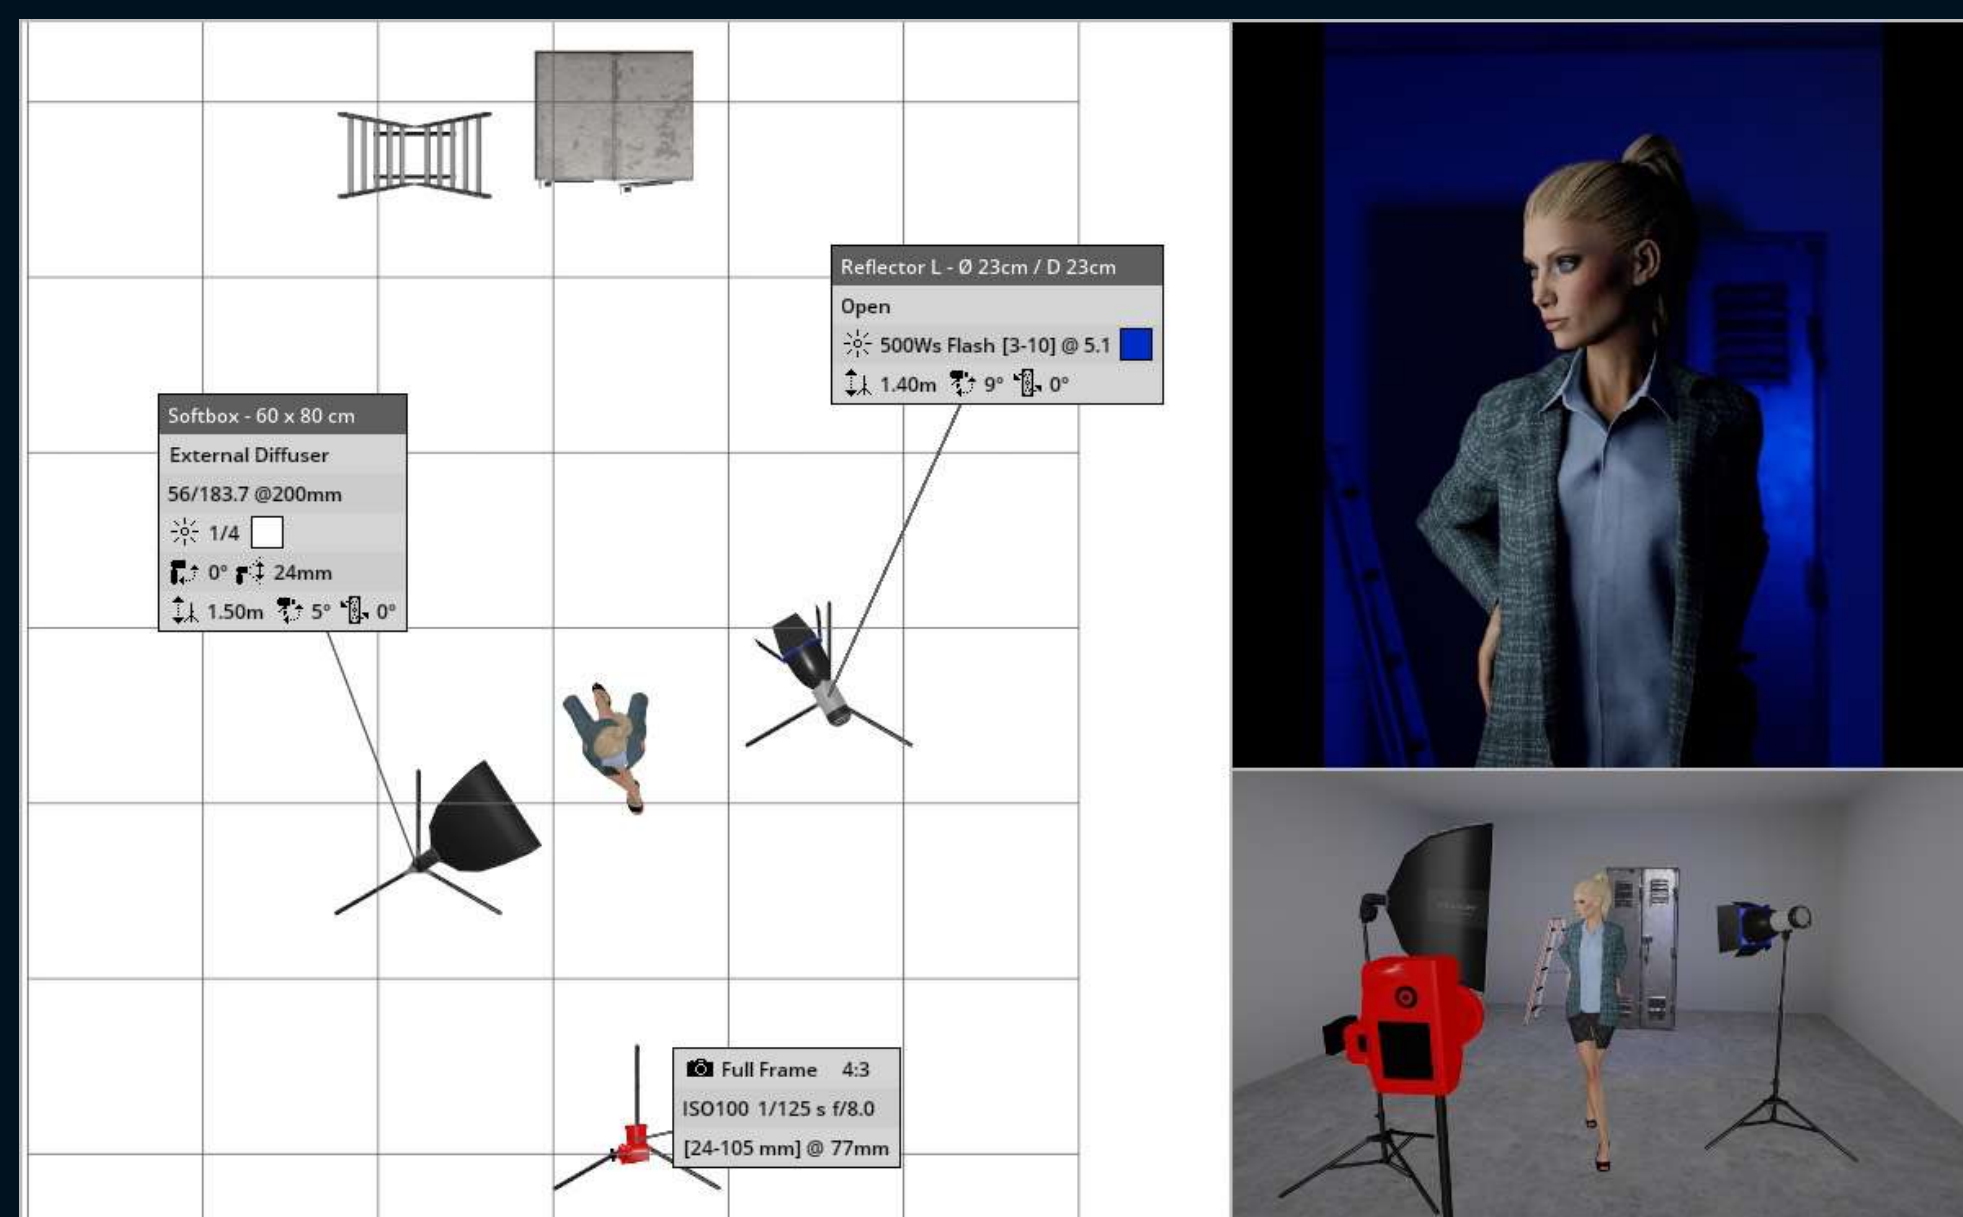 Reflector L - Ø 23cm / D 23cm
Open
500Ws Flash [3-10] @ 5.1
1.40m 9° 0°
Softbox - 60 x 80 cm
External Diffuser
56/183.7 @200mm
1/4
0° 24mm
1.50m 5° 0°
Full Frame 4:3
ISO100 1/125 s f/8.0
[24-105 mm] @ 77mm